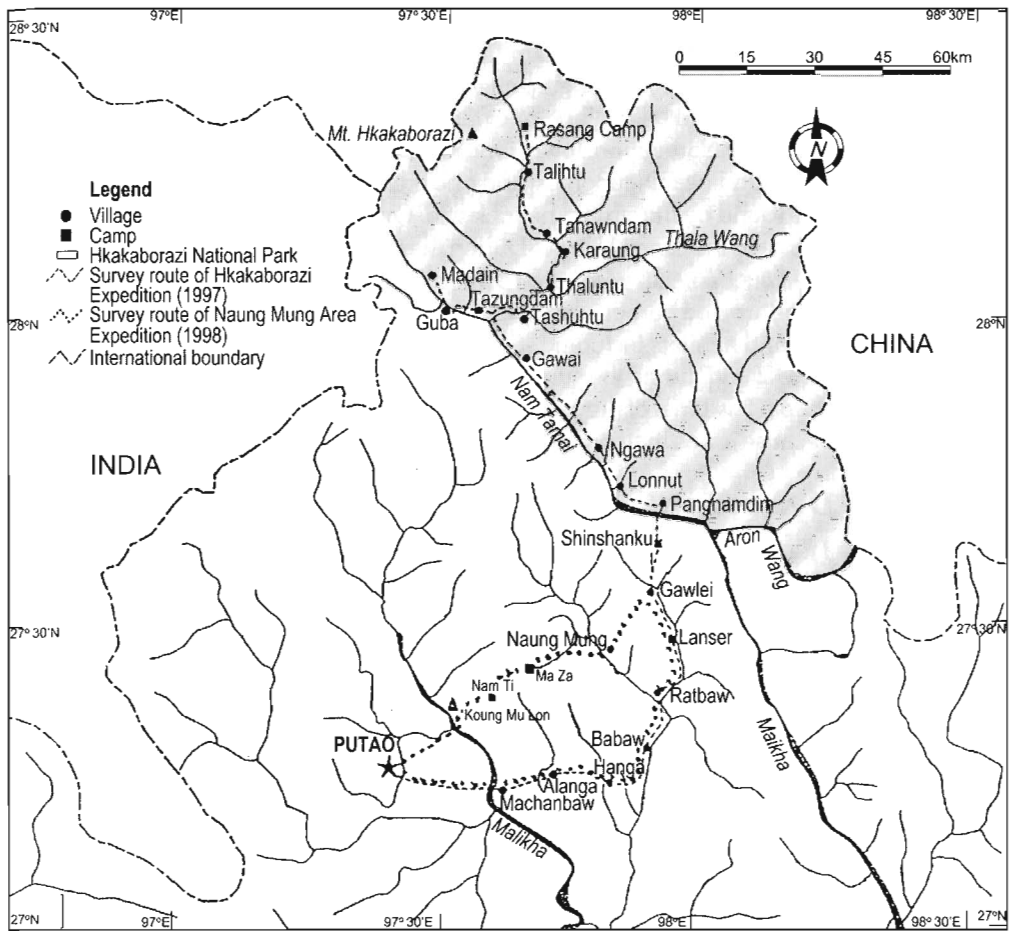 97°E
97° 30'E
98°E
98° 30'E
28° 30'N
0 15 30 45 60km
Mt. Hkakaborazi
Rasang Camp
N
Talihtu
Legend
Village
Camp
Hkakaborazi National Park
Survey route of Hkakaborazi
Expedition (1997)
Survey route of Naung Mung Area
Expedition (1998)
International boundary
Tahawndam
Karaung
Thala Wang
Madain
Thaluntu
Tazungdam
Guba
Tashuhtu
28°N
28°N
CHINA
Gawai
Nam Tamai
INDIA
Ngawa
Lonnut
Pangnamdim
Shinshanku
Aron
Wang
Gawlei
27° 30'N
27° 30'N
Naung Mung
Lanser
Ma Za
Nam Ti
Ratbaw
Koung Mu Lon
PUTAO
Babaw
Hanga
Maikha
Alanga
Machanbaw
Malikha
27°N
27°N
97°E
97° 30'E
98°E
98° 30'E